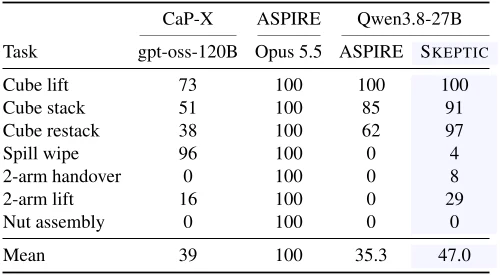 CaP-X ASPIRE Qwen3.8-27B
Task gpt-oss-120B Opus 5.5 ASPIRE SKEPTIC
Cube lift 73 100 100 100
Cube stack 51 100 85 91
Cube restack 38 100 62 97
Spill wipe 96 100 0 4
2-arm handover 0 100 0 8
2-arm lift 16 100 0 29
Nut assembly 0 100 0 0
Mean 39 100 35.3 47.0